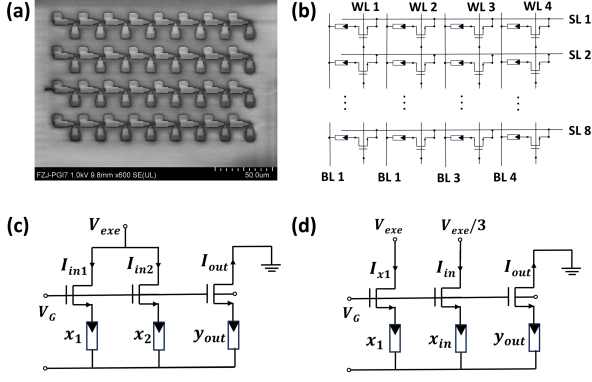 (a)
FZJ-PGI7 1.0kV 9.8mm x600 SE(UL)
50.0um
(b)
WL 1 WL 2 WL 3 WL 4
SL 1
SL 2
SL 8
BL 1 BL 1 BL 3 BL 4
(c)
V_exe
I_in1 I_in2 I_out
V_G
x_1 x_2 y_out
(d)
V_exe V_exe/3
I_x1 I_in I_out
V_G
x_1 x_in y_out